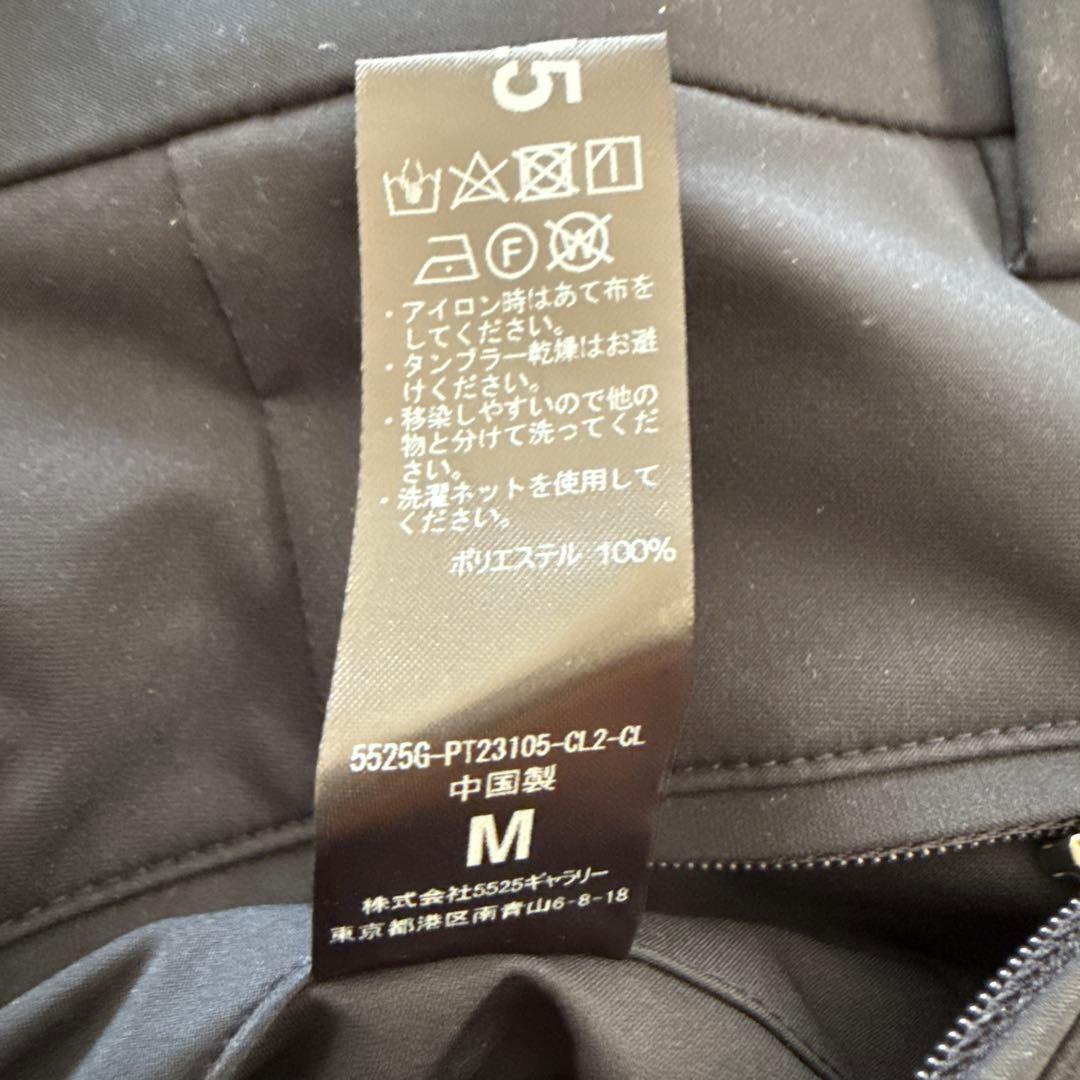 5
F
W
・アイロン時はあて布を
してください。
・タンブラー乾燥はお避
けください。
・移染しやすいので他の
物と分けて洗ってくだ
さい。
・洗濯ネットを使用して
ください。
ポリエステル 100%
5525G-PT23105-CL2-CL
中国製
M
株式会社5525ギャラリー
東京都港区南青山6-8-18